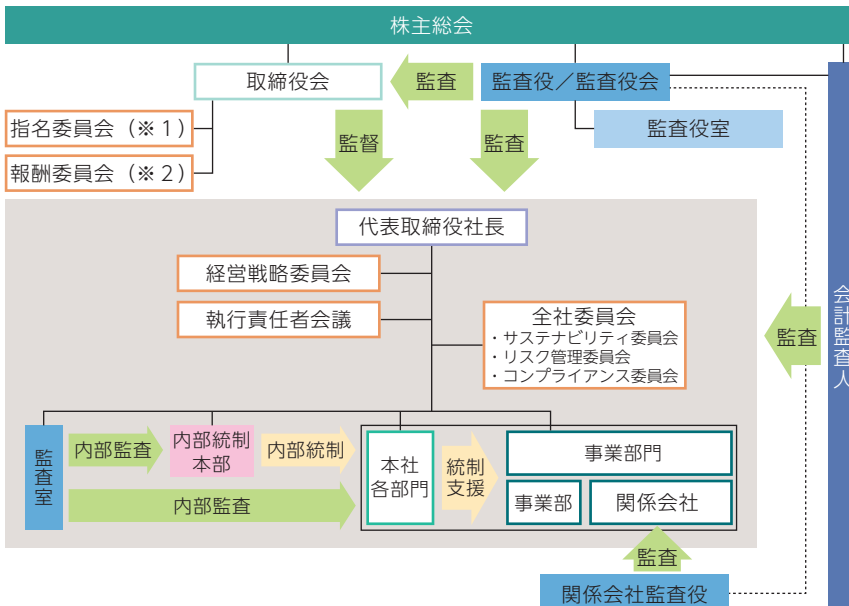 株主総会
取締役会
監査
監査役／監査役会
指名委員会（※１）
監査役室
報酬委員会（※２）
監督
監査
代表取締役社長
経営戦略委員会
執行責任者会議
全社委員会
・サステナビリティ委員会
・リスク管理委員会
・コンプライアンス委員会
監査
会計監査人
監査室
内部監査
内部統制
本部
内部統制
内部監査
本社
各部門
統制
支援
事業部門
事業部
関係会社
監査
関係会社監査役